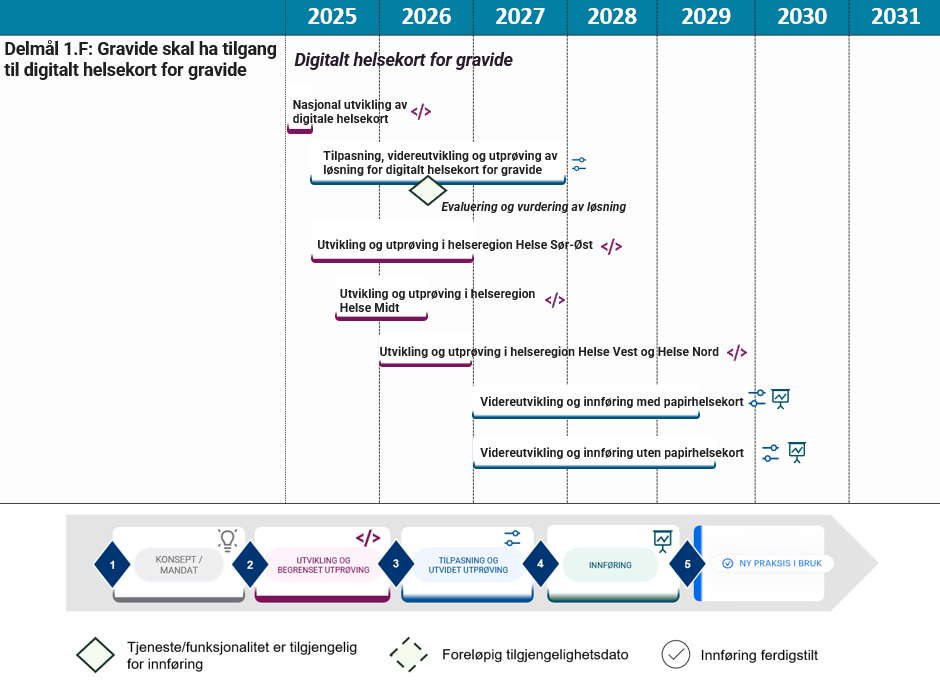 2025 2026 2027 2028 2029 2030 2031
Delmål 1.F: Gravide skal ha tilgang
til digitalt helsekort for gravide
Digitalt helsekort for gravide
Nasjonal utvikling av
digitale helsekort
</>
Tilpasning, videreutvikling og utprøving av
løsning for digitalt helsekort for gravide
Evaluering og vurdering av løsning
Utvikling og utprøving i helseregion Helse Sør-Øst </>
Utvikling og utprøving i helseregion
Helse Midt
</>
Utvikling og utprøving i helseregion Helse Vest og Helse Nord </>
Videreutvikling og innføring med papirhelsekort
Videreutvikling og innføring uten papirhelsekort
1
KONSEPT /
MANDAT
2
</>
UTVIKLING OG
BEGRENSET UTPRØVING
3
TILPASNING OG
UTVIDET UTPRØVING
4
INNFØRING
5
NY PRAKSIS I BRUK
Tjeneste/funksjonalitet er tilgjengelig
for innføring
Foreløpig tilgjengelighetsdato
Innføring ferdigstilt